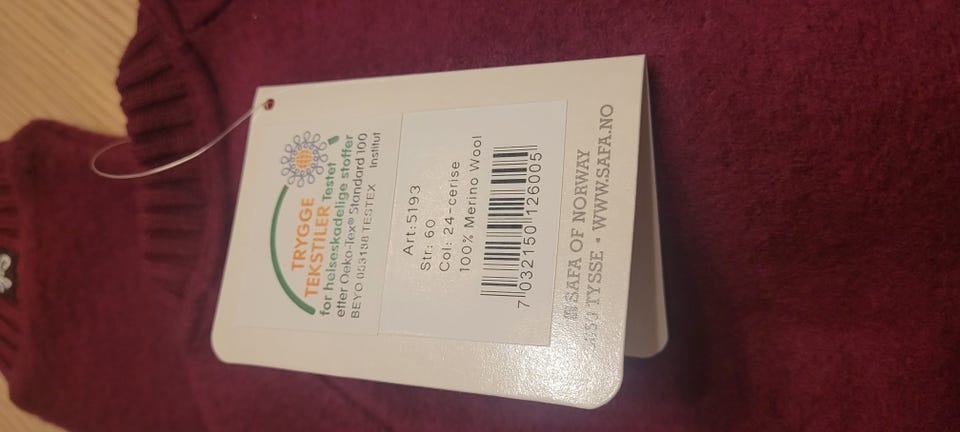 TRYGGE
TEKSTILER Testet
for helseskadelige stoffer
etter Oeko-Tex® Standard 100
BEYO 053138 TESTEX Institut
Art:5193
Str: 60
Col: 24-cerise
100% Merino Wool
7 032150 126005
SAFA OF NORWAY
TYSSE • WWW.SAFA.NO